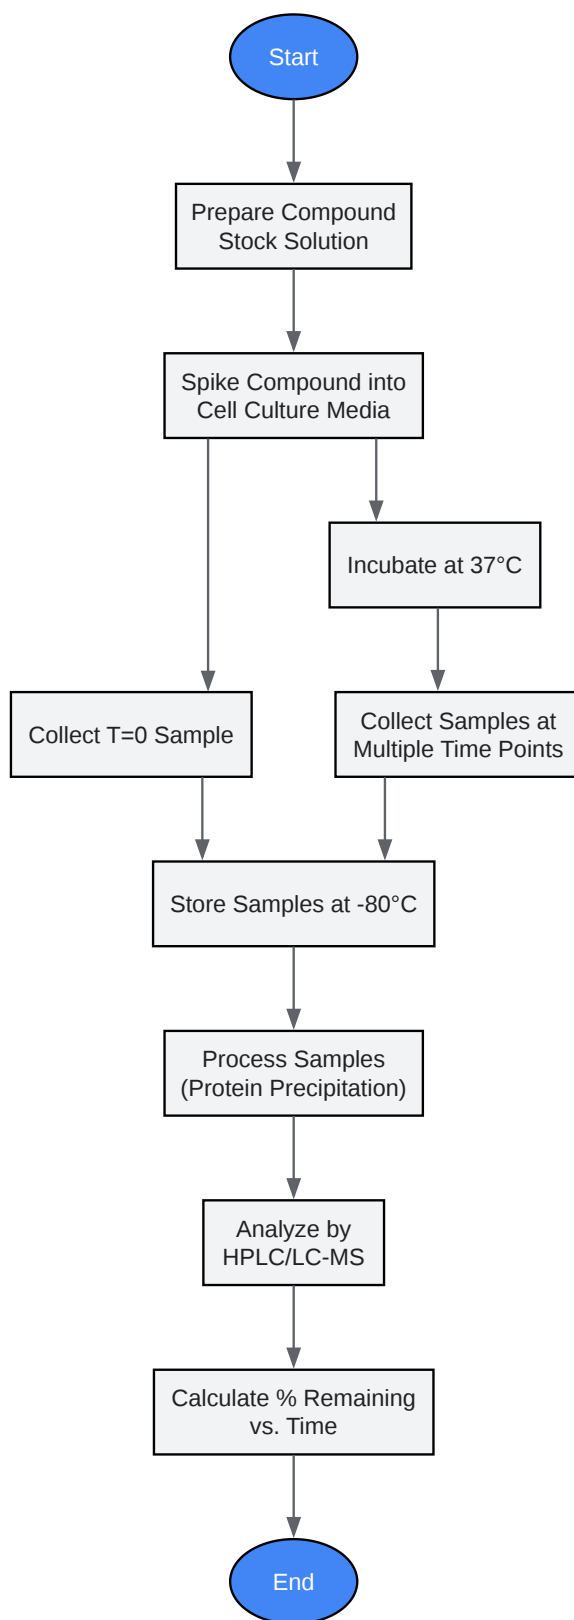 Start
Prepare Compound
Stock Solution
Spike Compound into
Cell Culture Media
Incubate at 37°C
Collect T=0 Sample
Collect Samples at
Multiple Time Points
Store Samples at -80°C
Process Samples
(Protein Precipitation)
Analyze by
HPLC/LC-MS
Calculate % Remaining
vs. Time
End